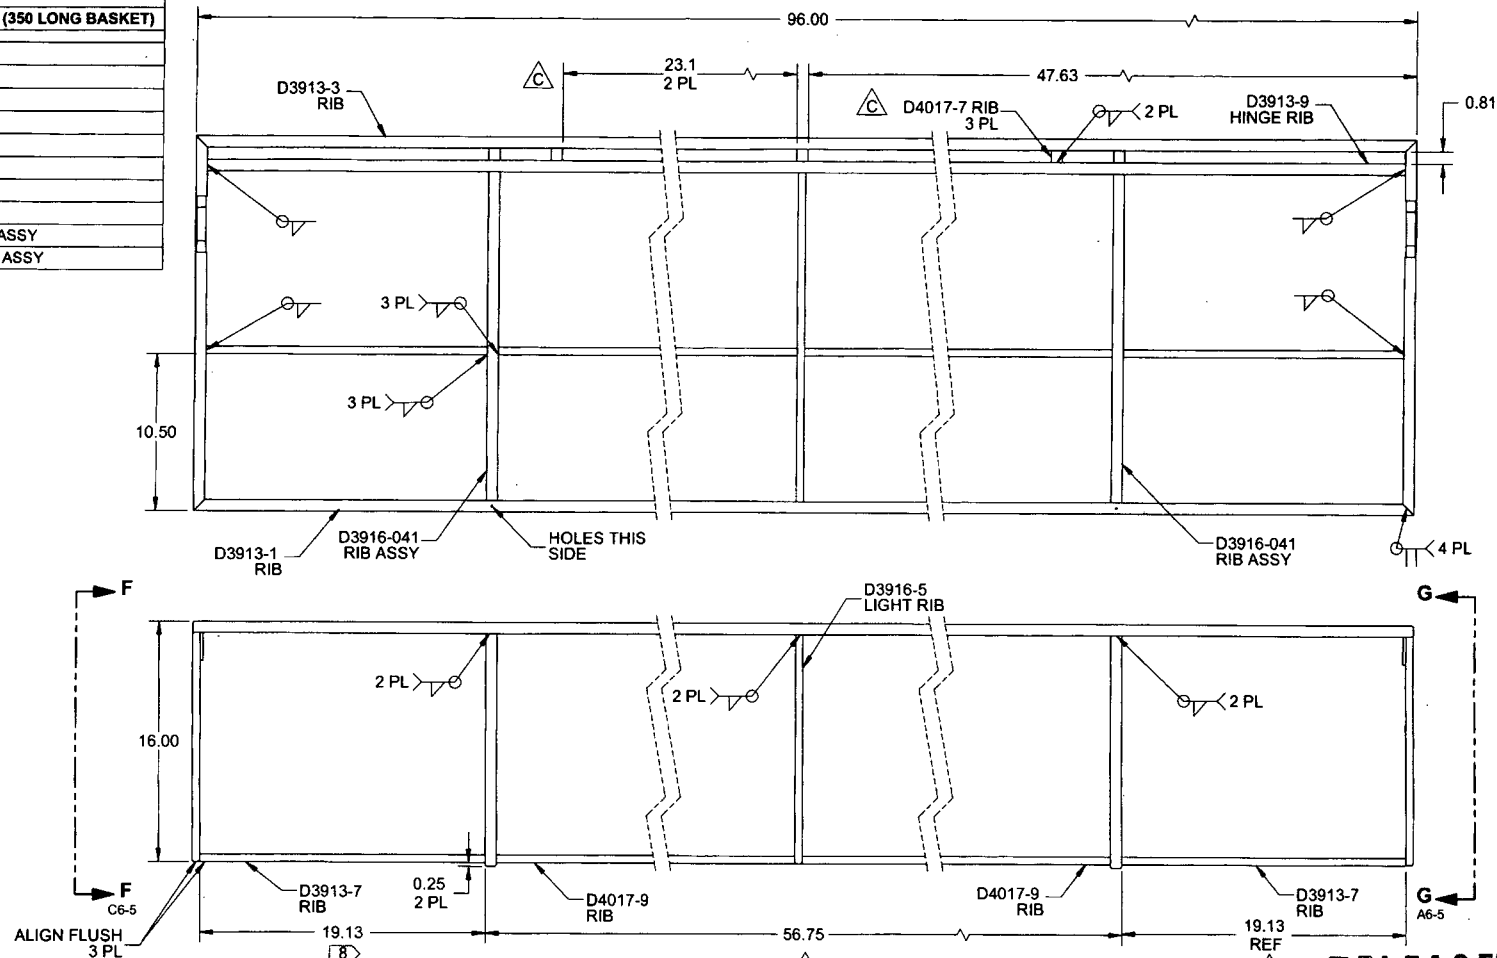 (350 LONG BASKET)
ASSY
ASSY
96.00
C
23.1
2 PL
47.63
D3913-3
RIB
C
D4017-7 RIB
3 PL
2 PL
D3913-9
HINGE RIB
0.81
3 PL
3 PL
10.50
D3913-1
RIB
D3916-041
RIB ASSY
HOLES THIS
SIDE
D3916-041
RIB ASSY
4 PL
F
D3916-5
LIGHT RIB
G
2 PL
2 PL
2 PL
16.00
F
C6-5
D3913-7
RIB
0.25
2 PL
D4017-9
RIB
D4017-9
RIB
D3913-7
RIB
G
A6-5
ALIGN FLUSH
3 PL
19.13
8
56.75
19.13
REF